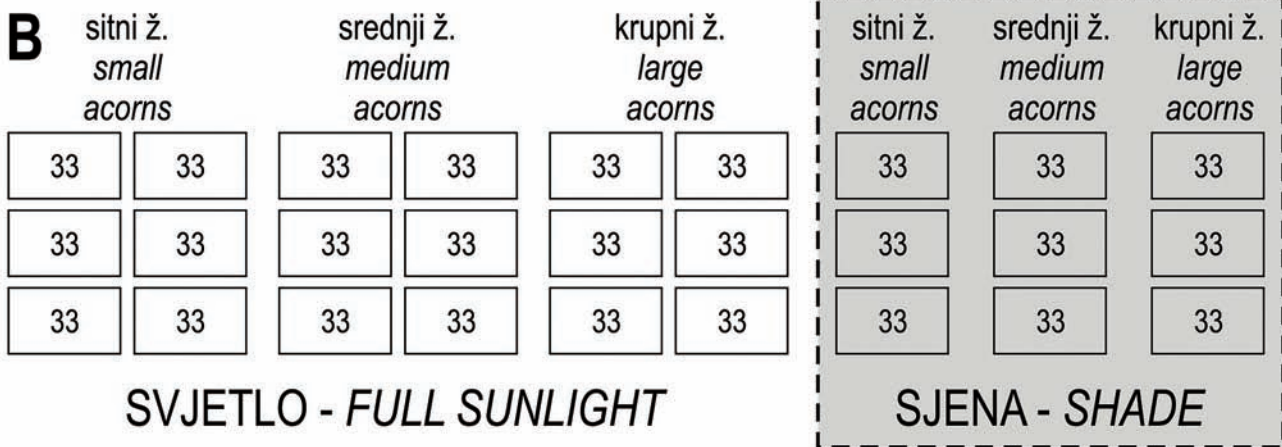 B
sitni ž. srednji ž. krupni ž. sitni ž. srednji ž. krupni ž.
small medium large small medium large
acorns acorns acorns acorns acorns acorns
33 33 33 33 33 33 33 33 33
33 33 33 33 33 33 33 33 33
33 33 33 33 33 33 33 33 33
SVJETLO - FULL SUNLIGHT SJENA - SHADE